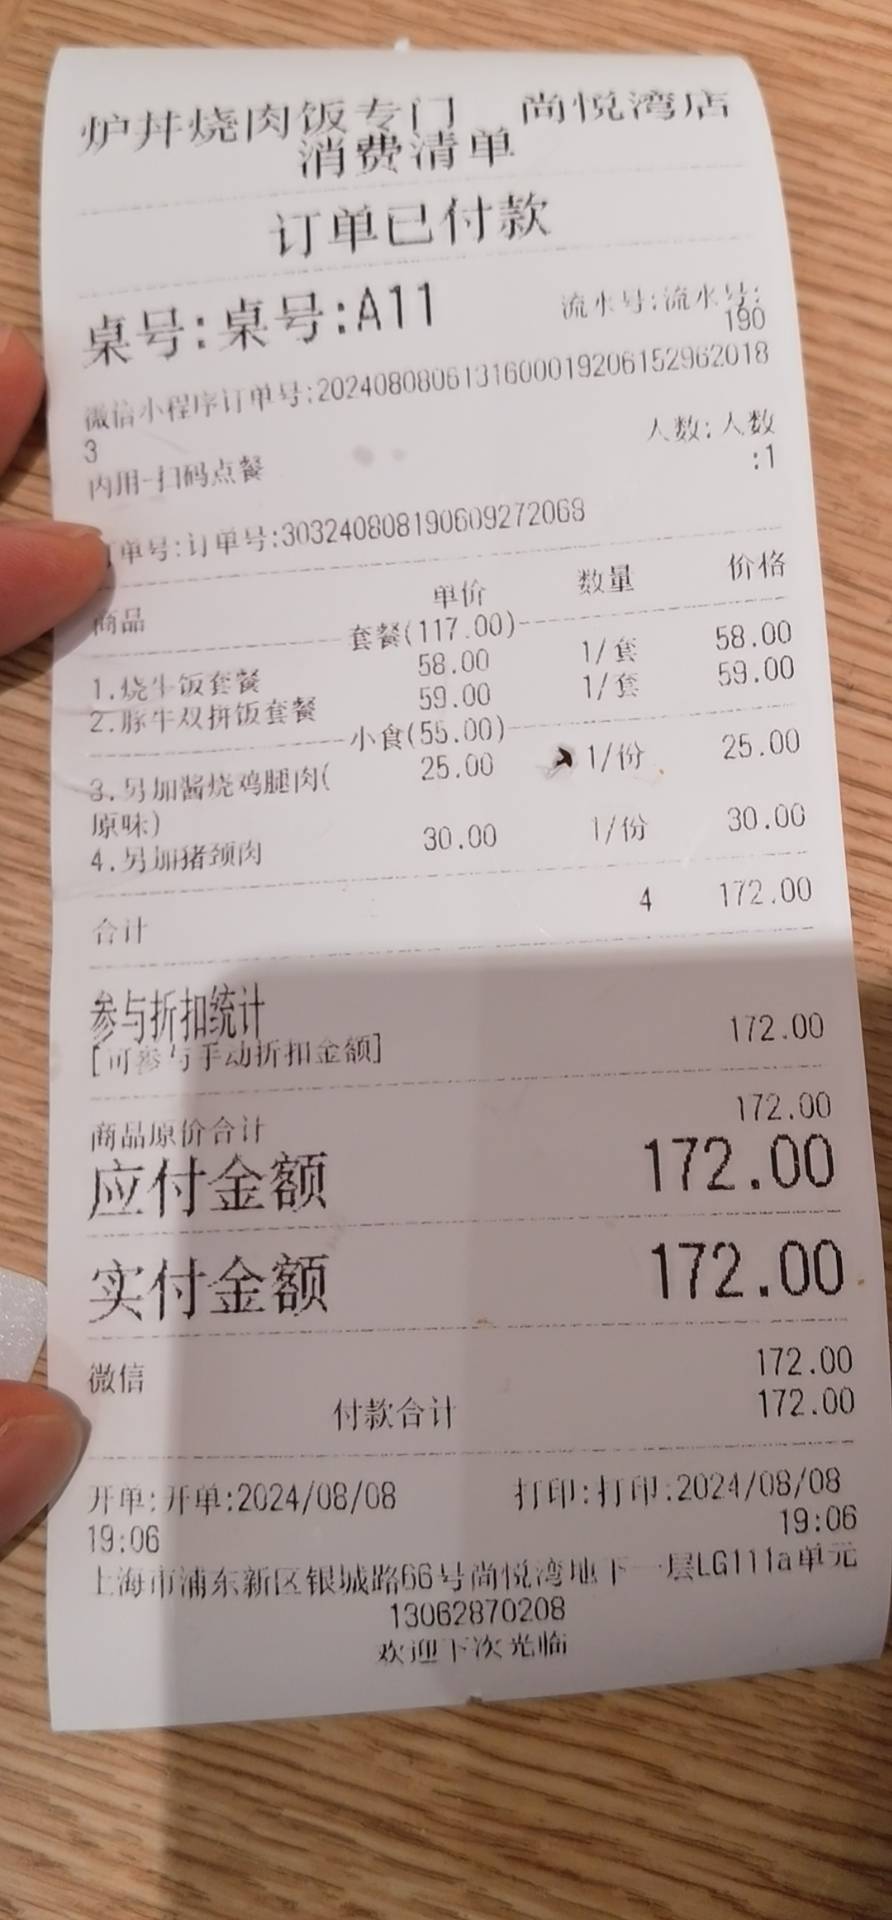 炉丼烧肉饭专门 尚悦湾店
消费清单
订单已付款
桌号:桌号:A11 流水号:流水号:
190
微信小程序订单号:2024080806131600019206152962018
3
内用-扫码点餐 人数:人数
:1
订单号:订单号:303240808190609272068
商品 单价 数量 价格
套餐(117.00)
1.烧牛饭套餐 58.00 1/套 58.00
2.豚牛双拼饭套餐 59.00 1/套 59.00
小食(55.00)
3.另加酱烧鸡腿肉( 25.00 1/份 25.00
原味)
4.另加猪颈肉 30.00 1/份 30.00
合计 4 172.00
参与折扣统计
[可参与手动折扣金额] 172.00
商品原价合计 172.00
应付金额 172.00
实付金额 172.00
微信 172.00
付款合计 172.00
开单:开单:2024/08/08 打印:打印:2024/08/08
19:06 19:06
上海市浦东新区银城路66号尚悦湾地下一层LG111a单元
13062870208
欢迎下次光临